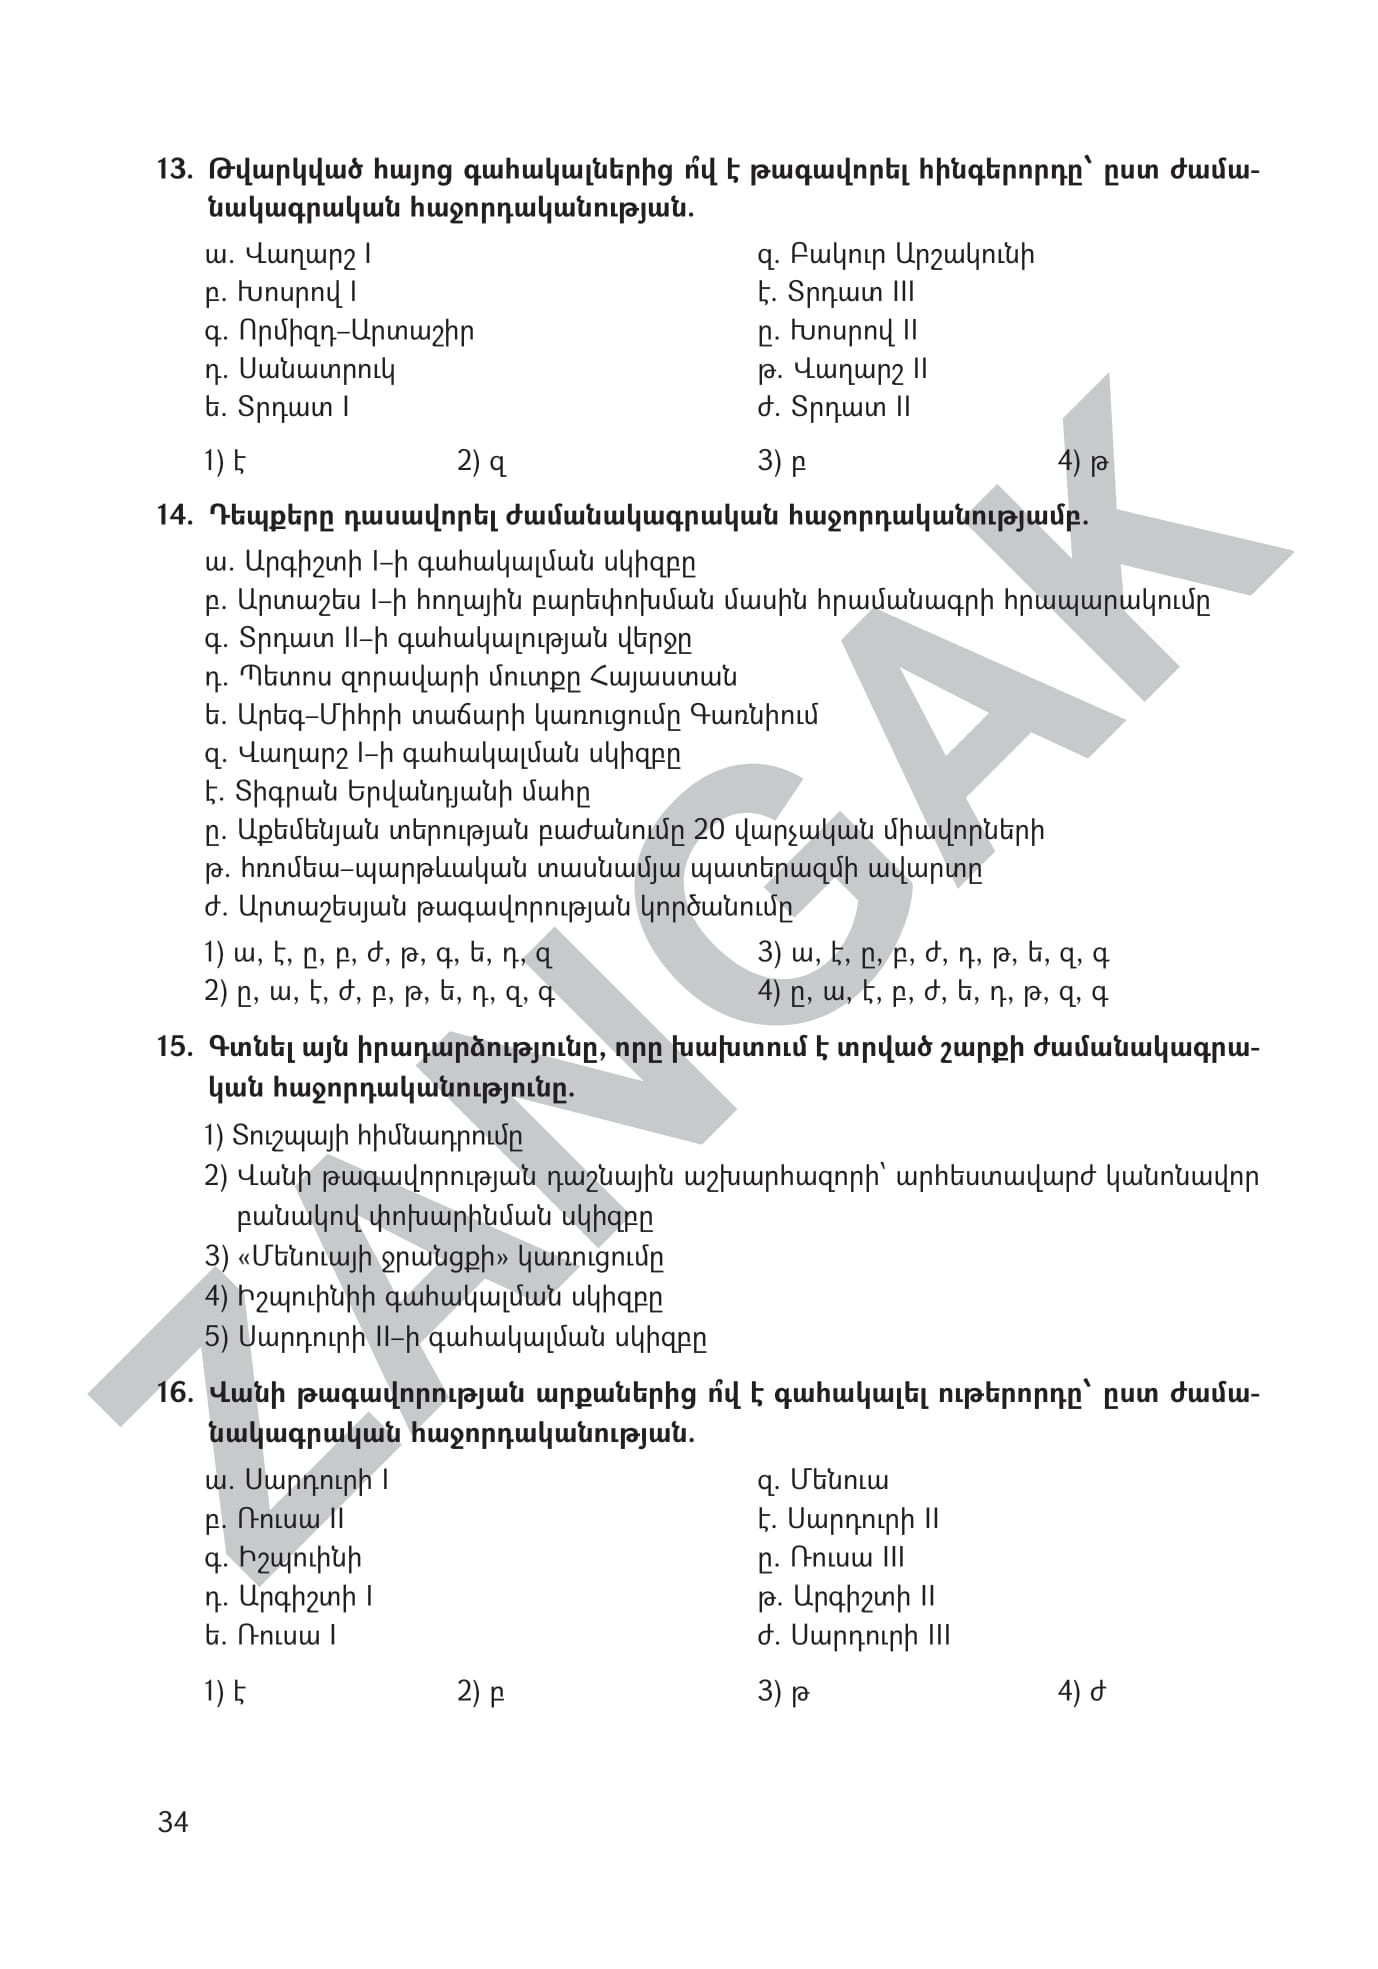 13. Թվարկված հայոց գահակալներից ո՞վ է թագավորել հինգերորդը՝ ըստ ժամա-
նակագրական հաջորդականության.
ա. Վաղարշ I
զ. Բակուր Արշակունի
բ. Խոսրով I
է. Տրդատ III
գ. Որմիզդ–Արտաշիր
ը. Խոսրով II
դ. Սանատրուկ
թ. Վաղարշ II
ե. Տրդատ I
ժ. Տրդատ II
1) է 2) զ 3) բ 4) թ
14. Դեպքերը դասավորել ժամանակագրական հաջորդականությամբ.
ա. Արգիշտի I–ի գահակալման սկիզբը
բ. Արտաշես I–ի հողային բարեփոխման մասին հրամանագրի հրապարակումը
գ. Տրդատ II–ի գահակալության վերջը
դ. Պետոս զորավարի մուտքը Հայաստան
ե. Արեգ–Միհրի տաճարի կառուցումը Գառնիում
զ. Վաղարշ I–ի գահակալման սկիզբը
է. Տիգրան Երվանդյանի մահը
ը. Աքեմենյան տերության բաժանումը 20 վարչական միավորների
թ. հռոմեա–պարթևական տասնամյա պատերազմի ավարտը
ժ. Արտաշեսյան թագավորության կործանումը
1) ա, է, ը, բ, ժ, թ, գ, ե, դ, զ
3) ա, է, ը, բ, ժ, դ, թ, ե, զ, գ
2) ը, ա, է, ժ, բ, թ, ե, դ, զ, գ
4) ը, ա, է, բ, ժ, ե, դ, թ, զ, գ
15. Գտնել այն իրադարձությունը, որը խախտում է տրված շարքի ժամանակագրա-
կան հաջորդականությունը.
1) Տուշպայի հիմնադրումը
2) Վանի թագավորության դաշնային աշխարհազորի՝ արհեստավարժ կանոնավոր
բանակով փոխարինման սկիզբը
3) «Մենուայի ջրանցքի» կառուցումը
4) Իշպուինիի գահակալման սկիզբը
5) Սարդուրի II–ի գահակալման սկիզբը
16. Վանի թագավորության արքաներից ո՞վ է գահակալել ութերորդը՝ ըստ ժամա-
նակագրական հաջորդականության.
ա. Սարդուրի I
զ. Մենուա
բ. Ռուսա II
է. Սարդուրի II
գ. Իշպուինի
ը. Ռուսա III
դ. Արգիշտի I
թ. Արգիշտի II
ե. Ռուսա I
ժ. Սարդուրի III
1) է 2) բ 3) թ 4) ժ
34
ZANGAK